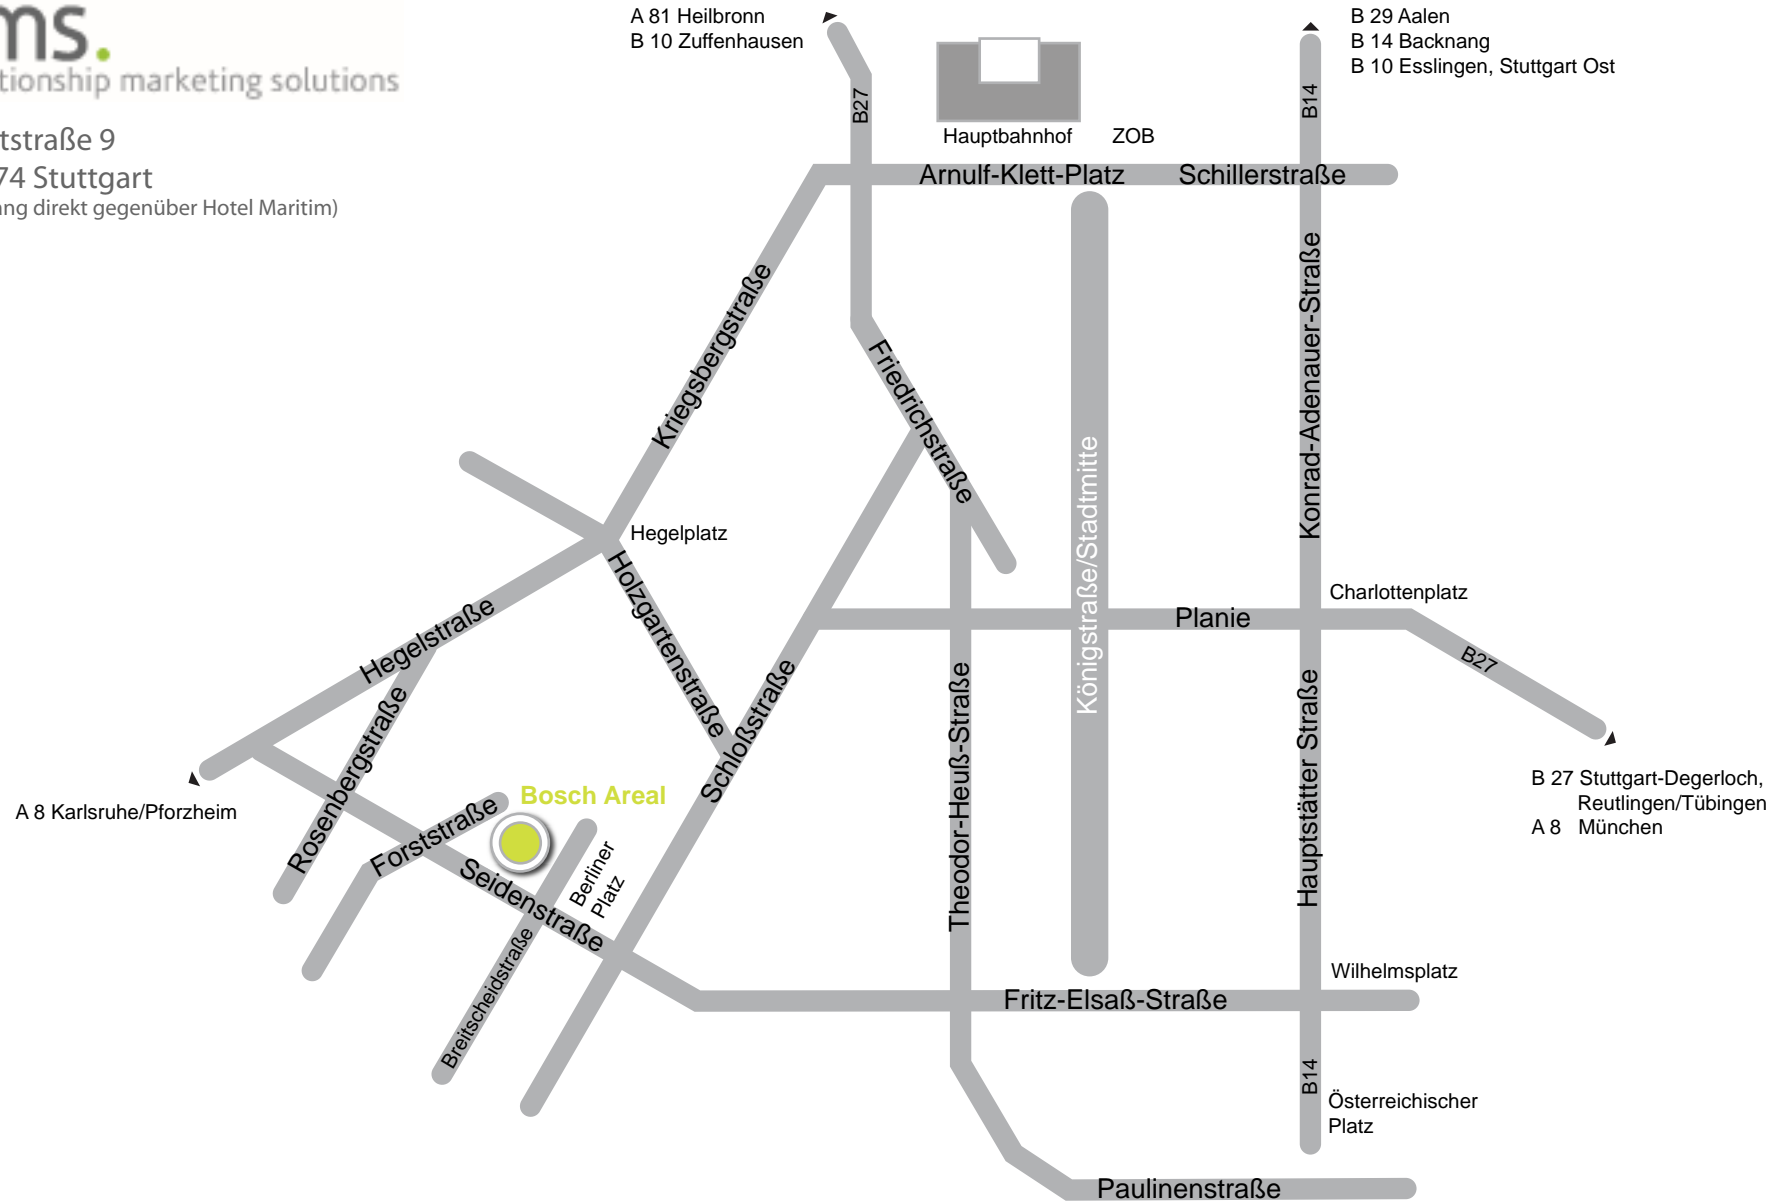 ms.
tionship marketing solutions
tstraße 9
74 Stuttgart
ng direkt gegenüber Hotel Maritim)
A 81 Heilbronn
B 10 Zuffenhausen
B 29 Aalen
B 14 Backnang
B 10 Esslingen, Stuttgart Ost
B27
B14
Hauptbahnhof
ZOB
Arnulf-Klett-Platz
Schillerstraße
Kriegsbergstraße
Friedrichstraße
Konrad-Adenauer-Straße
Königstraße/Stadtmitte
Hegelplatz
Holzgartenstraße
Hegelstraße
Charlottenplatz
Planie
B27
Rosenbergstraße
Schloßstraße
Theodor-Heuß-Straße
Hauptstätter Straße
B 27 Stuttgart-Degerloch,
Reutlingen/Tübingen
A 8 München
A 8 Karlsruhe/Pforzheim
Bosch Areal
Forststraße
Seidenstraße
Berliner
Platz
Breitscheidstraße
Wilhelmsplatz
Fritz-Elsaß-Straße
B14
Österreichischer
Platz
Paulinenstraße